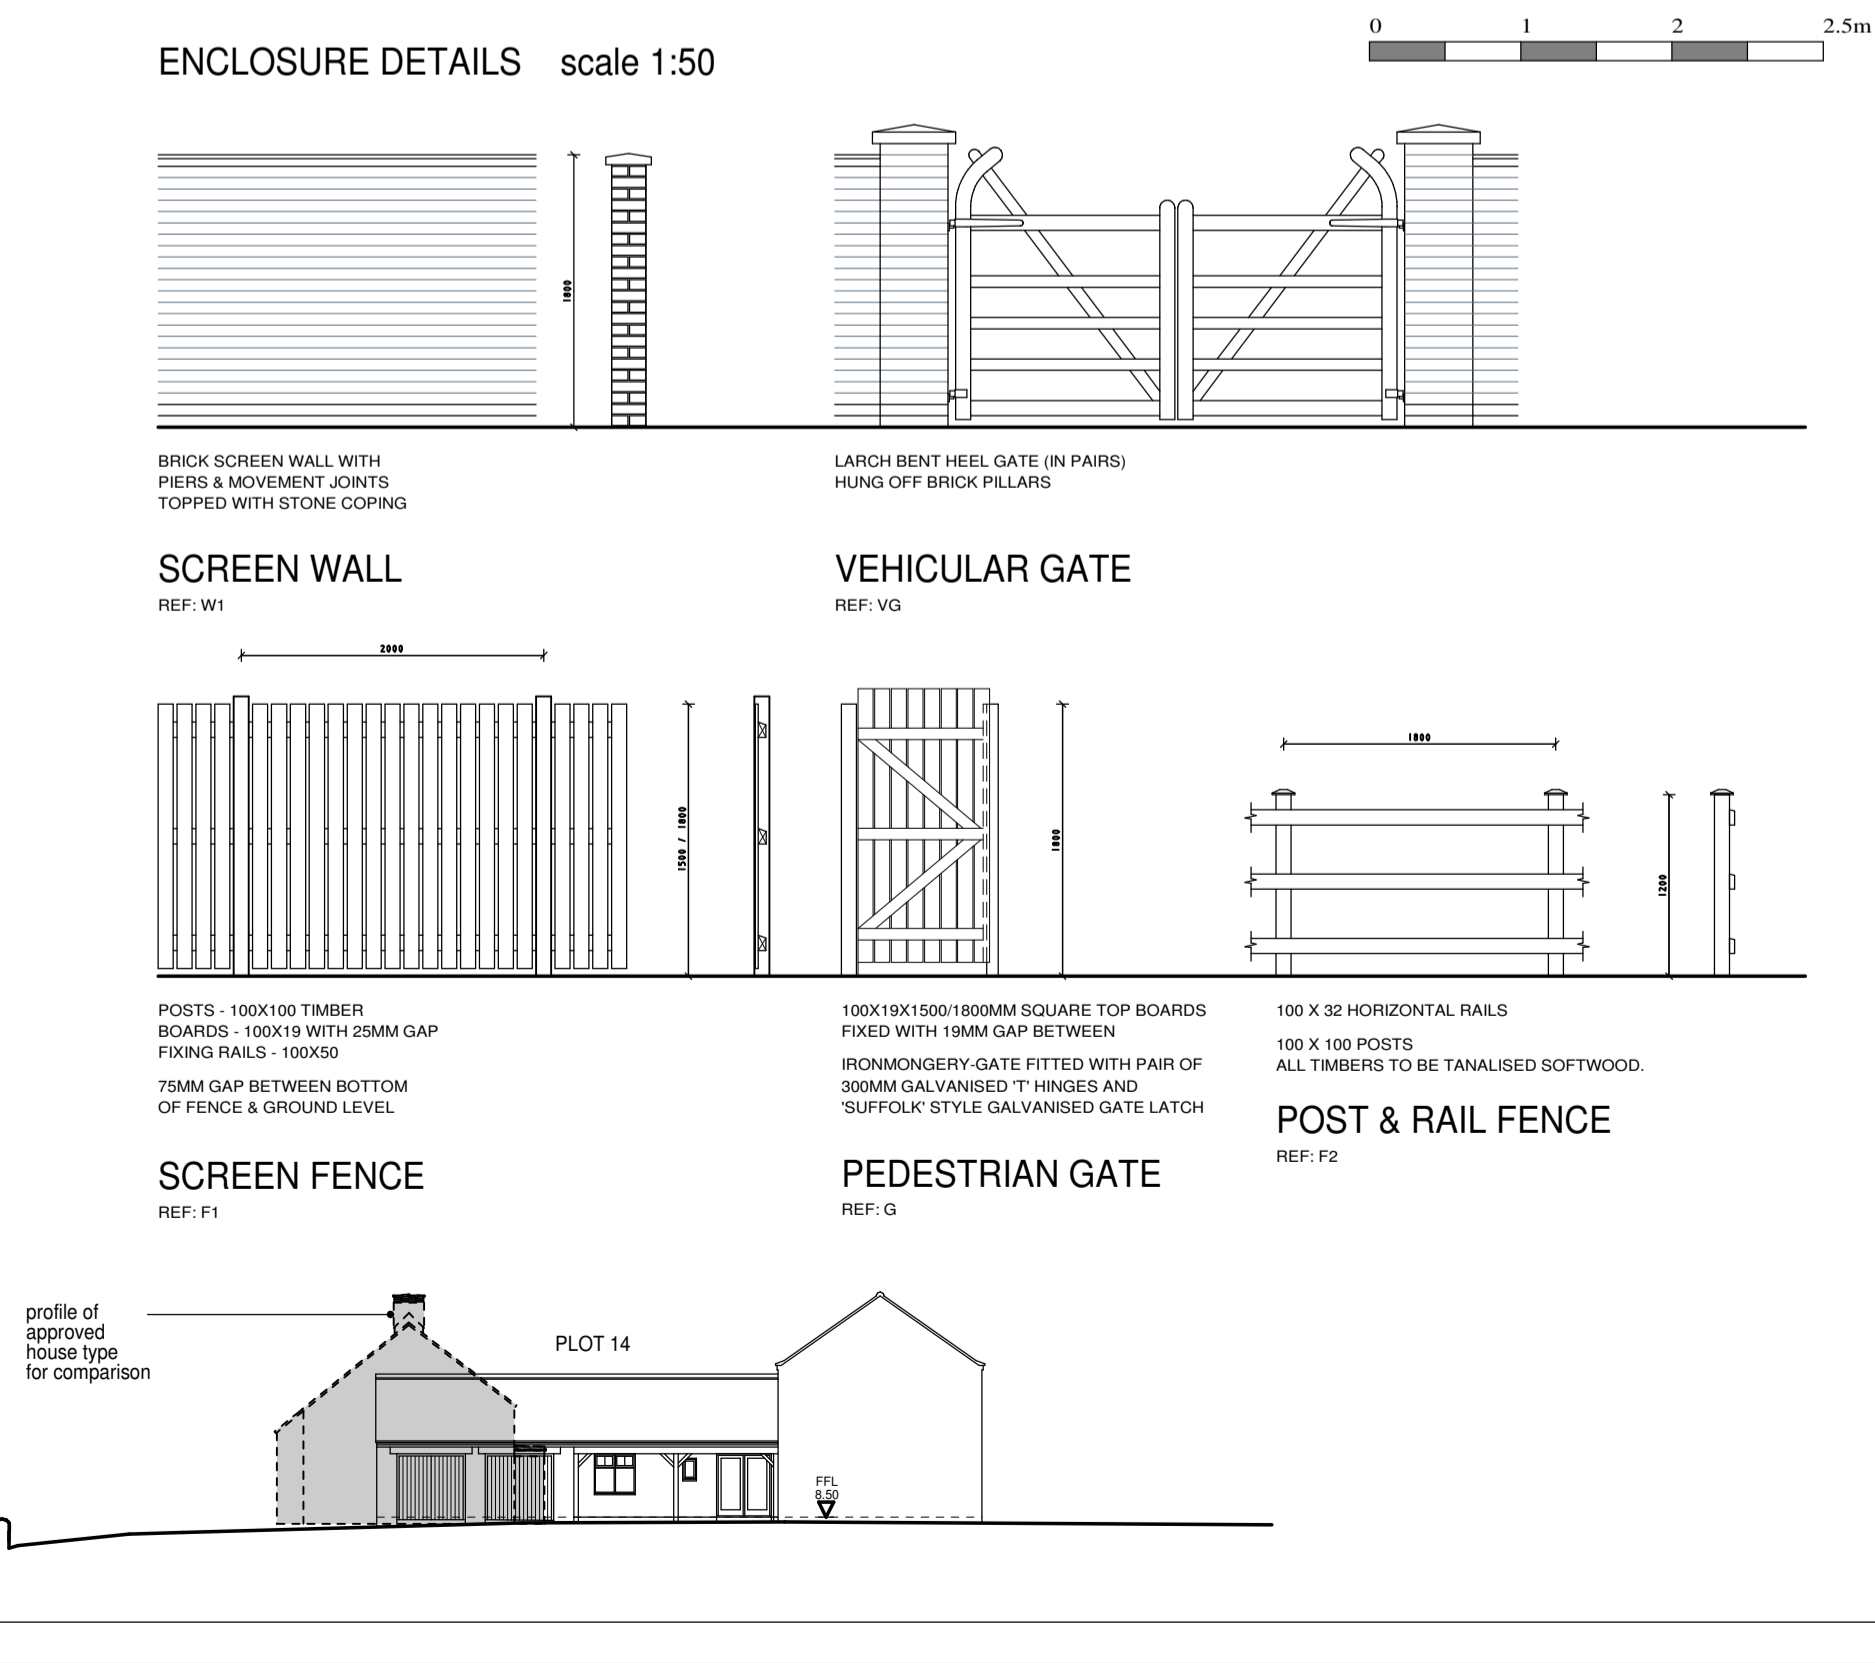 0 1 2 2.5m
ENCLOSURE DETAILS scale 1:50
1800
BRICK SCREEN WALL WITH
PIERS & MOVEMENT JOINTS
TOPPED WITH STONE COPING
SCREEN WALL
REF: W1
LARCH BENT HEEL GATE (IN PAIRS)
HUNG OFF BRICK PILLARS
VEHICULAR GATE
REF: VG
2000
1500 / 1800
POSTS - 100X100 TIMBER
BOARDS - 100X19 WITH 25MM GAP
FIXING RAILS - 100X50
75MM GAP BETWEEN BOTTOM
OF FENCE & GROUND LEVEL
SCREEN FENCE
REF: F1
1800
100X19X1500/1800MM SQUARE TOP BOARDS
FIXED WITH 19MM GAP BETWEEN
IRONMONGERY-GATE FITTED WITH PAIR OF
300MM GALVANISED 'T' HINGES AND
'SUFFOLK' STYLE GALVANISED GATE LATCH
PEDESTRIAN GATE
REF: G
1800
1200
100 X 32 HORIZONTAL RAILS
100 X 100 POSTS
ALL TIMBERS TO BE TANALISED SOFTWOOD.
POST & RAIL FENCE
REF: F2
profile of
approved
house type
for comparison
PLOT 14
FFL
8.50